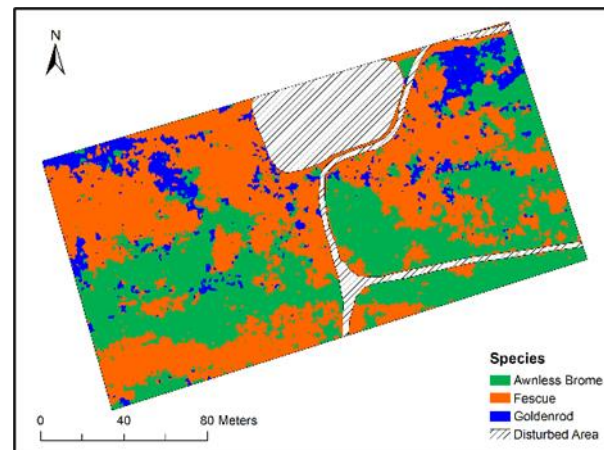 N
Species
Awnless Brome
Fescue
Goldenrod
Disturbed Area
0 40 80 Meters